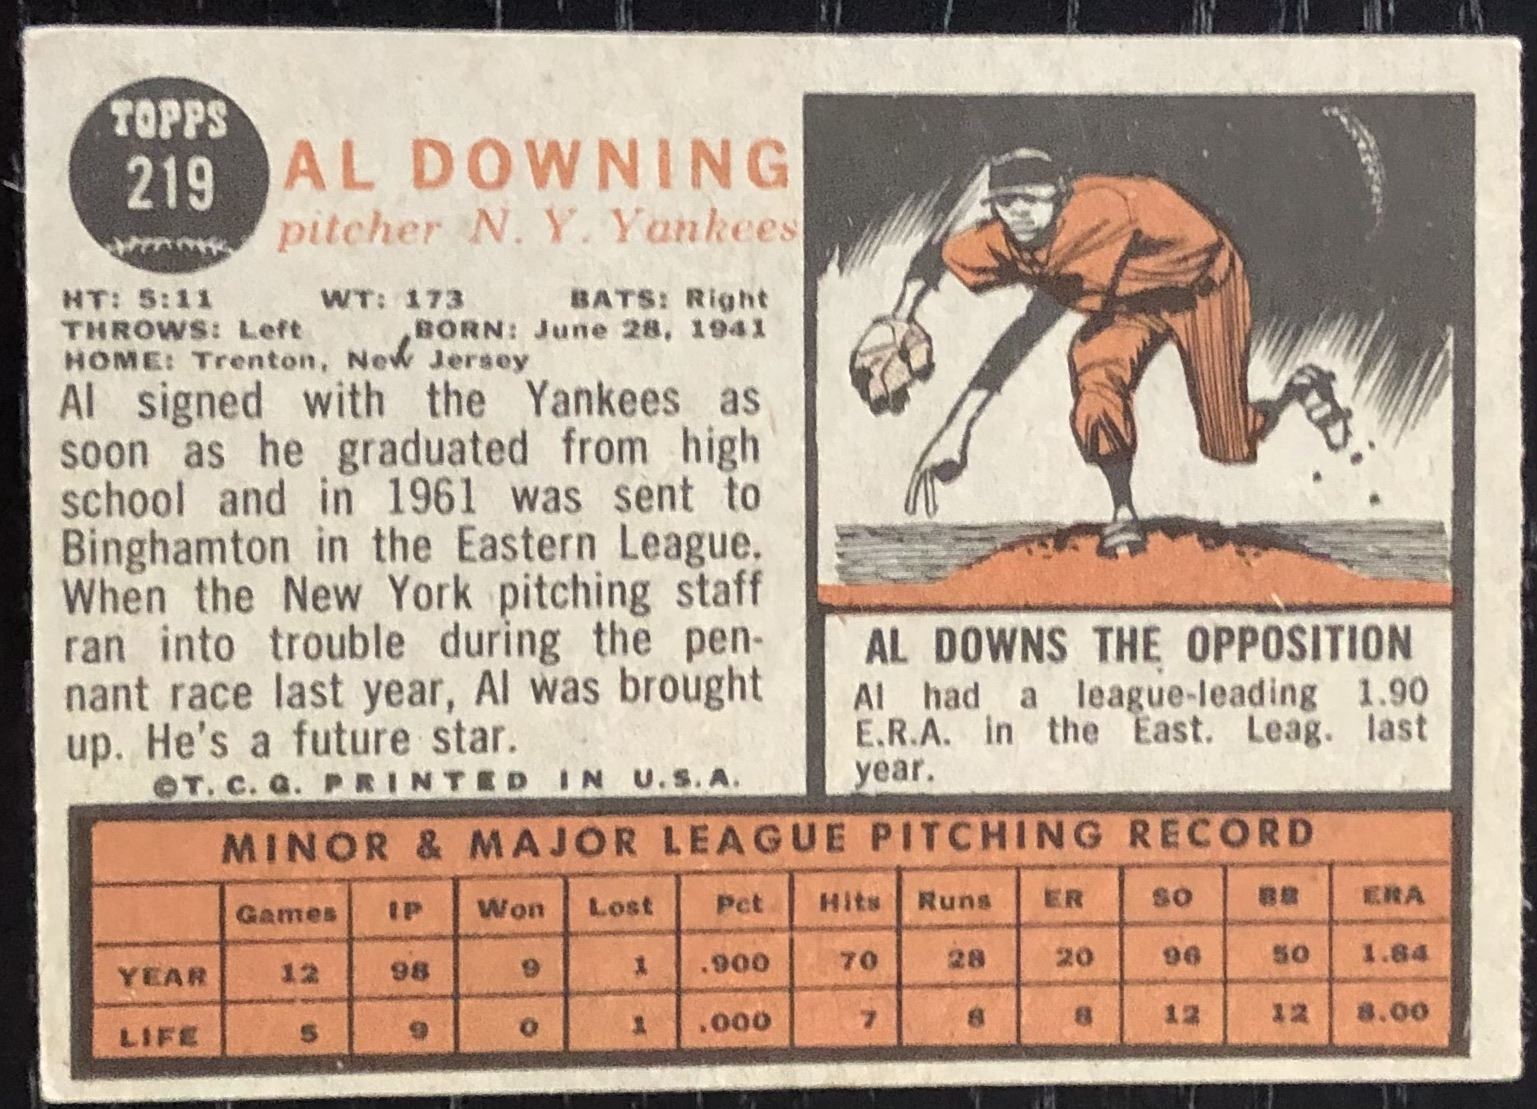 TOPPS
219
AL DOWNING
pitcher N. Y. Yankees
HT: 5:11 WT: 173 BATS: Right
THROWS: Left BORN: June 28, 1941
HOME: Trenton, New Jersey
Al signed with the Yankees as
soon as he graduated from high
school and in 1961 was sent to
Binghamton in the Eastern League.
When the New York pitching staff
ran into trouble during the pen-
nant race last year, Al was brought
up. He's a future star.
©T. C. G. PRINTED IN U.S.A.
AL DOWNS THE OPPOSITION
Al had a league-leading 1.90
E.R.A. in the East. Leag. last
year.
MINOR & MAJOR LEAGUE PITCHING RECORD
Games IP Won Lost Pct Hits Runs ER SO BB ERA
YEAR 12 98 9 1 .900 70 28 20 96 50 1.84
LIFE 5 9 0 1 .000 7 8 8 12 12 8.00